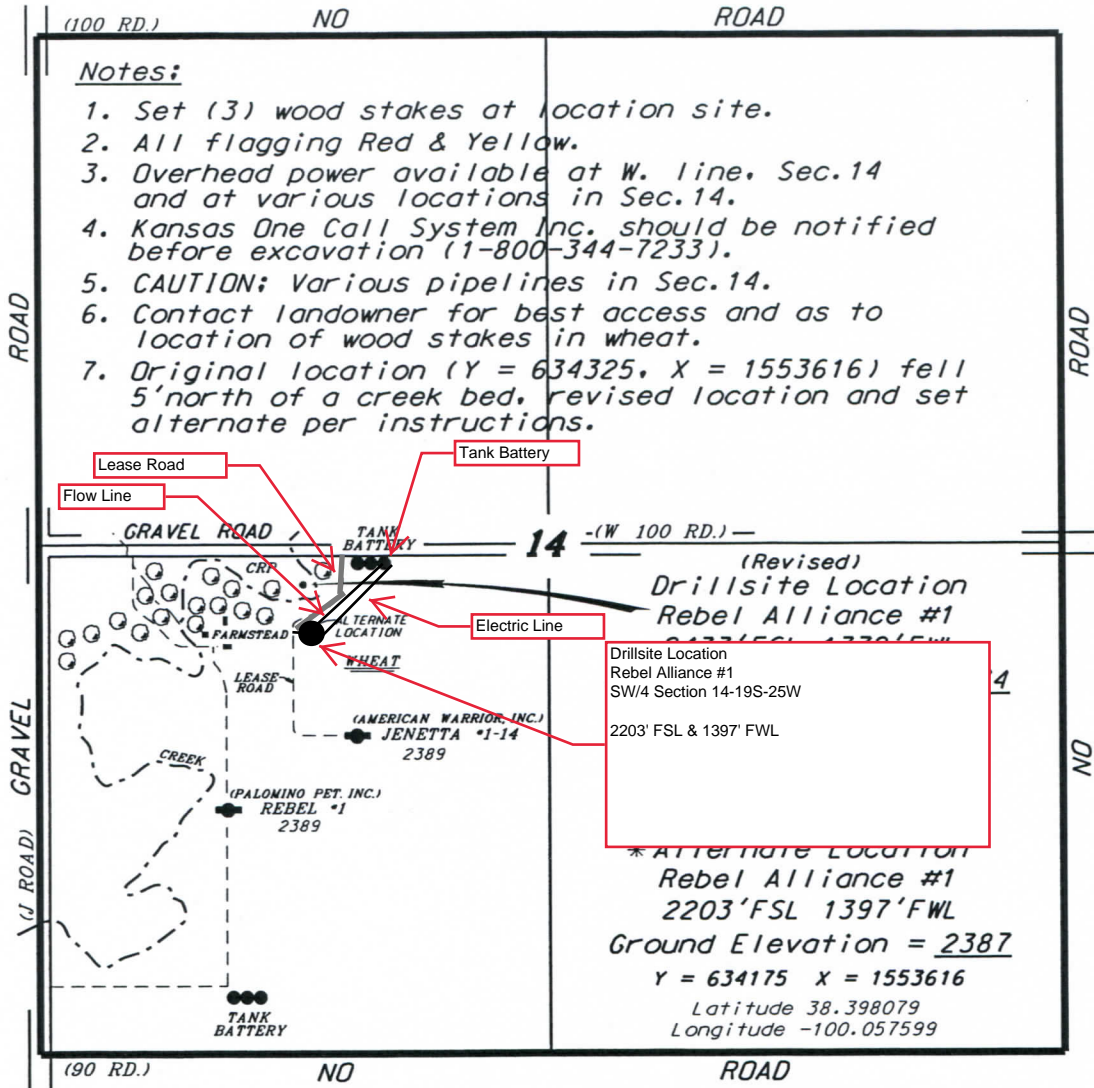 (100 RD.) NO ROAD
Notes:
1. Set (3) wood stakes at location site.
2. All flagging Red & Yellow.
3. Overhead power available at W. line, Sec.14
and at various locations in Sec.14.
4. Kansas One Call System Inc. should be notified
before excavation (1-800-344-7233).
5. CAUTION: Various pipelines in Sec.14.
6. Contact landowner for best access and as to
location of wood stakes in wheat.
7. Original location (Y = 634325, X = 1553616) fell
5'north of a creek bed, revised location and set
alternate per instructions.
ROAD
ROAD
Lease Road
Tank Battery
Flow Line
GRAVEL ROAD
TANK
BATTERY
14 -(W 100 RD.)
CRP
(Revised)
Drillsite Location
Rebel Alliance #1
ALTERNATE
LOCATION
Electric Line
FARMSTEAD
WHEAT
LEASE
ROAD
Drillsite Location
Rebel Alliance #1
SW/4 Section 14-19S-25W
2203' FSL & 1397' FWL
4
(AMERICAN WARRIOR, INC.)
JENETTA #1-14
2389
CREEK
(PALOMINO PET. INC.)
REBEL #1
2389
GRAVEL
(J ROAD)
NO
* Alternate Location
Rebel Alliance #1
2203'FSL 1397'FWL
Ground Elevation = 2387
Y = 634175 X = 1553616
Latitude 38.398079
Longitude -100.057599
TANK
BATTERY
(90 RD.) NO ROAD